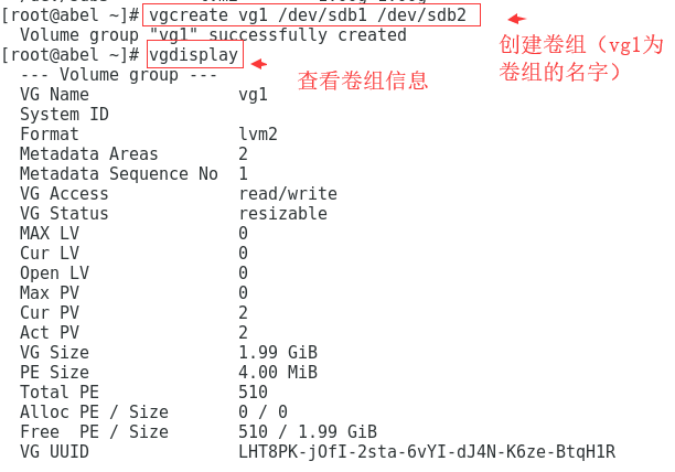 [root@abel ~]# vgcreate vg1 /dev/sdb1 /dev/sdb2
Volume group "vg1" successfully created
创建卷组（vg1为
卷组的名字）
[root@abel ~]# vgdisplay
查看卷组信息
--- Volume group ---
VG Name vg1
System ID
Format lvm2
Metadata Areas 2
Metadata Sequence No 1
VG Access read/write
VG Status resizable
MAX LV 0
Cur LV 0
Open LV 0
Max PV 0
Cur PV 2
Act PV 2
VG Size 1.99 GiB
PE Size 4.00 MiB
Total PE 510
Alloc PE / Size 0 / 0
Free  PE / Size 510 / 1.99 GiB
VG UUID LHT8PK-jOfI-2sta-6vYI-dJ4N-K6ze-BtqH1R